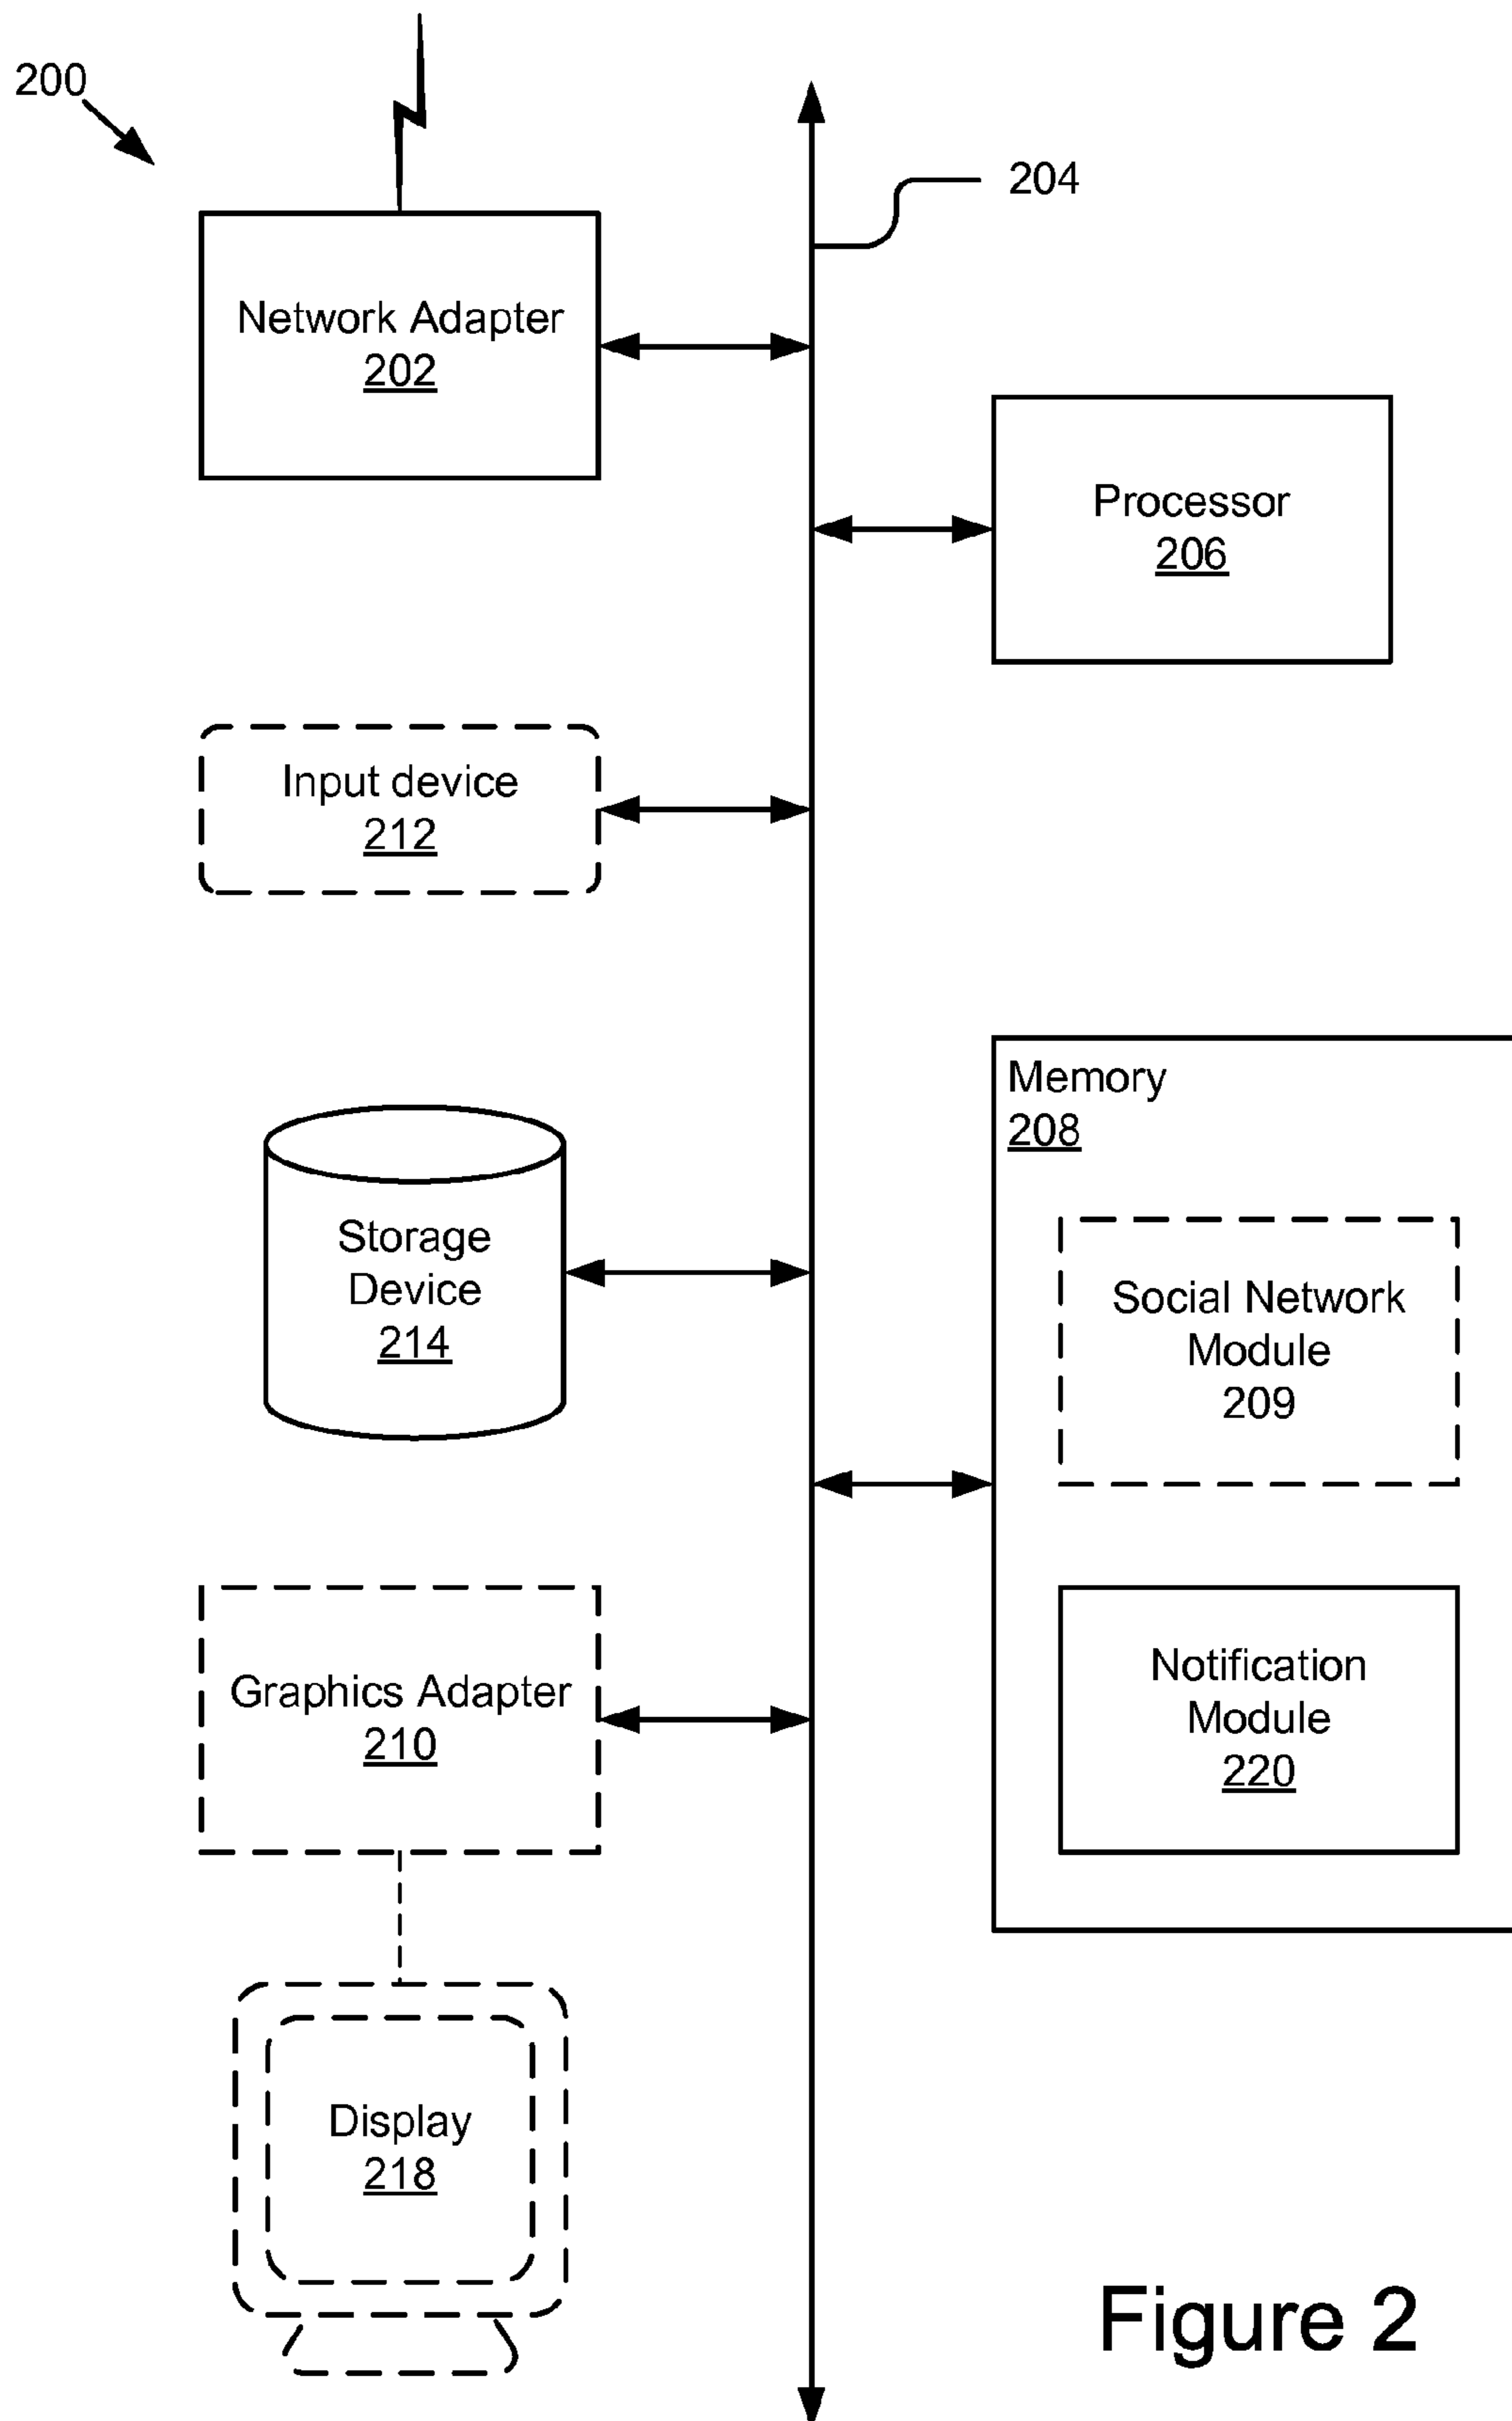 200
204
Network Adapter
202
Processor
206
Input device
212
Memory
208
Storage
Device
214
Social Network
Module
209
Graphics Adapter
210
Notification
Module
220
Display
218
Figure 2